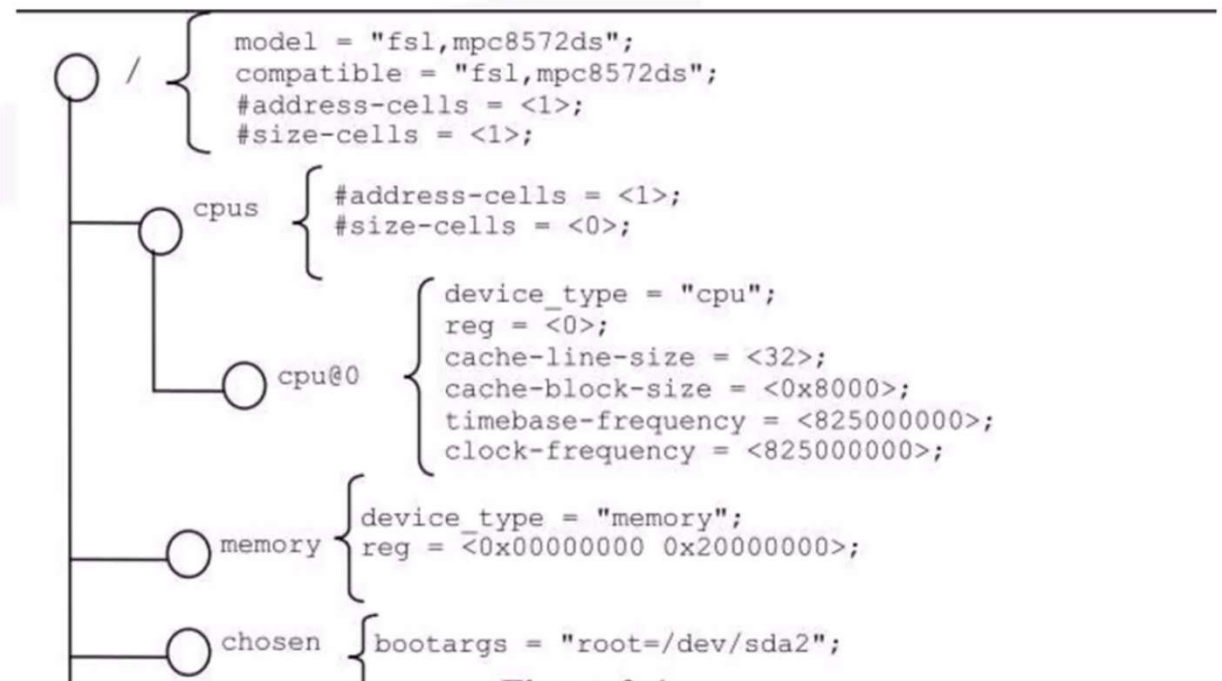 /
model = "fsl,mpc8572ds";
compatible = "fsl,mpc8572ds";
#address-cells = <1>;
#size-cells = <1>;
cpus
#address-cells = <1>;
#size-cells = <0>;
cpu@0
device_type = "cpu";
reg = <0>;
cache-line-size = <32>;
cache-block-size = <0x8000>;
timebase-frequency = <825000000>;
clock-frequency = <825000000>;
memory
device_type = "memory";
reg = <0x00000000 0x20000000>;
chosen
bootargs = "root=/dev/sda2";